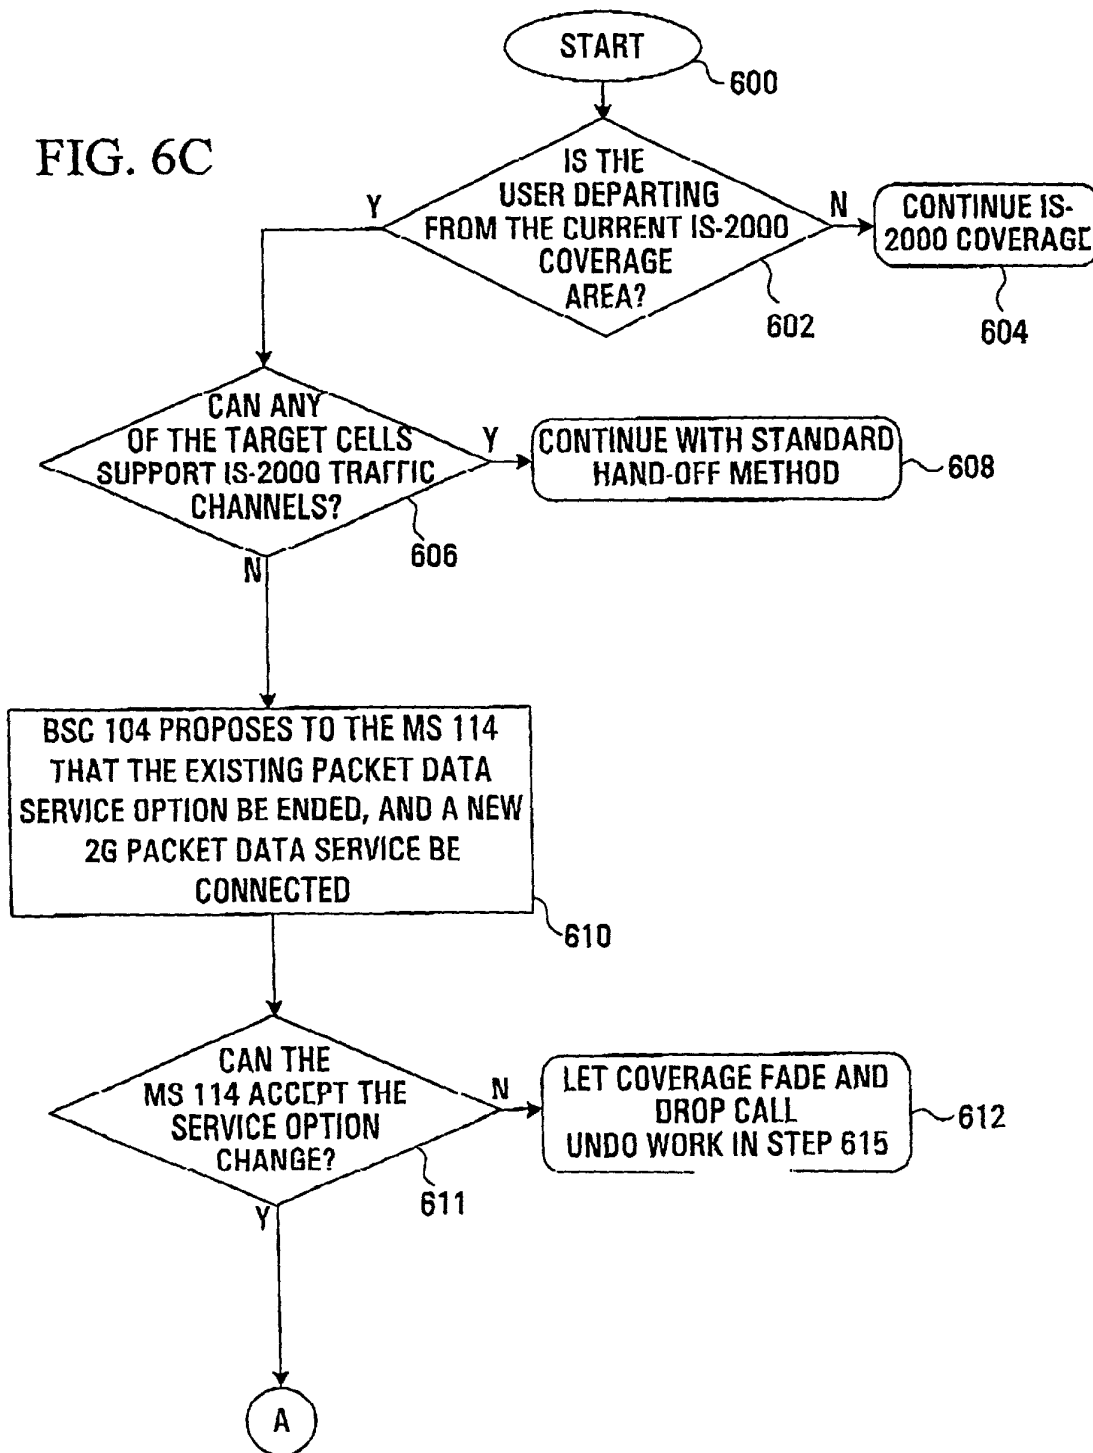 FIG. 6C
START
600
IS THE
USER DEPARTING
FROM THE CURRENT IS-2000
COVERAGE
AREA?
602
Y
N
CONTINUE IS-
2000 COVERAGE
604
CAN ANY
OF THE TARGET CELLS
SUPPORT IS-2000 TRAFFIC
CHANNELS?
606
Y
CONTINUE WITH STANDARD
HAND-OFF METHOD
608
N
BSC 104 PROPOSES TO THE MS 114
THAT THE EXISTING PACKET DATA
SERVICE OPTION BE ENDED, AND A NEW
2G PACKET DATA SERVICE BE
CONNECTED
610
CAN THE
MS 114 ACCEPT THE
SERVICE OPTION
CHANGE?
611
N
LET COVERAGE FADE AND
DROP CALL
UNDO WORK IN STEP 615
612
Y
A